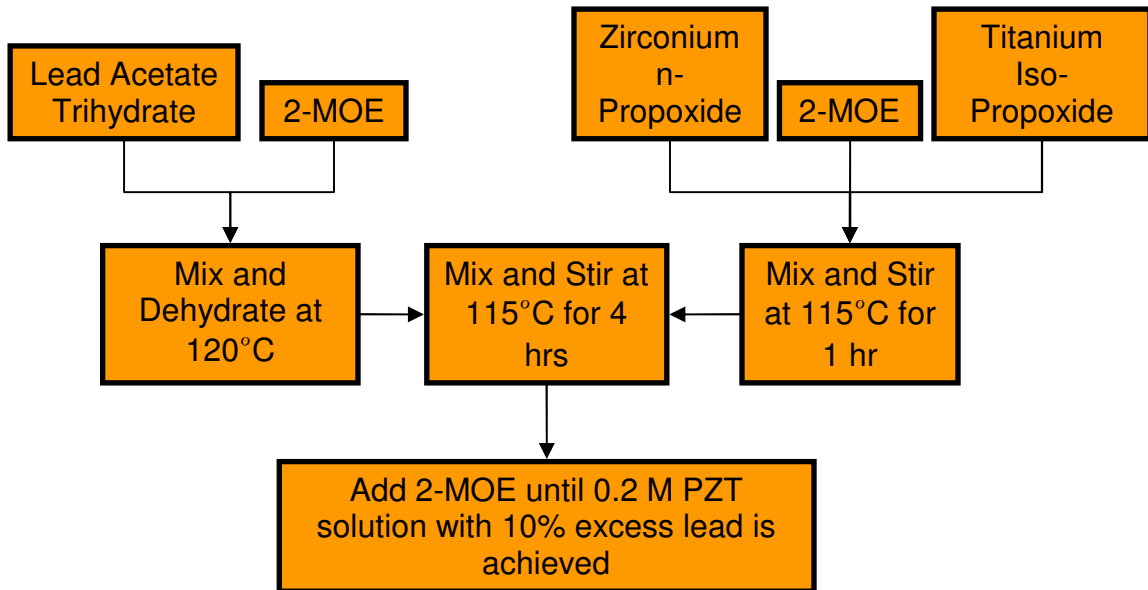 Lead Acetate
Trihydrate
2-MOE
Zirconium
n-
Propoxide
2-MOE
Titanium
Iso-
Propoxide
Mix and
Dehydrate at
120°C
Mix and Stir at
115°C for 4
hrs
Mix and Stir
at 115°C for
1 hr
Add 2-MOE until 0.2 M PZT
solution with 10% excess lead is
achieved